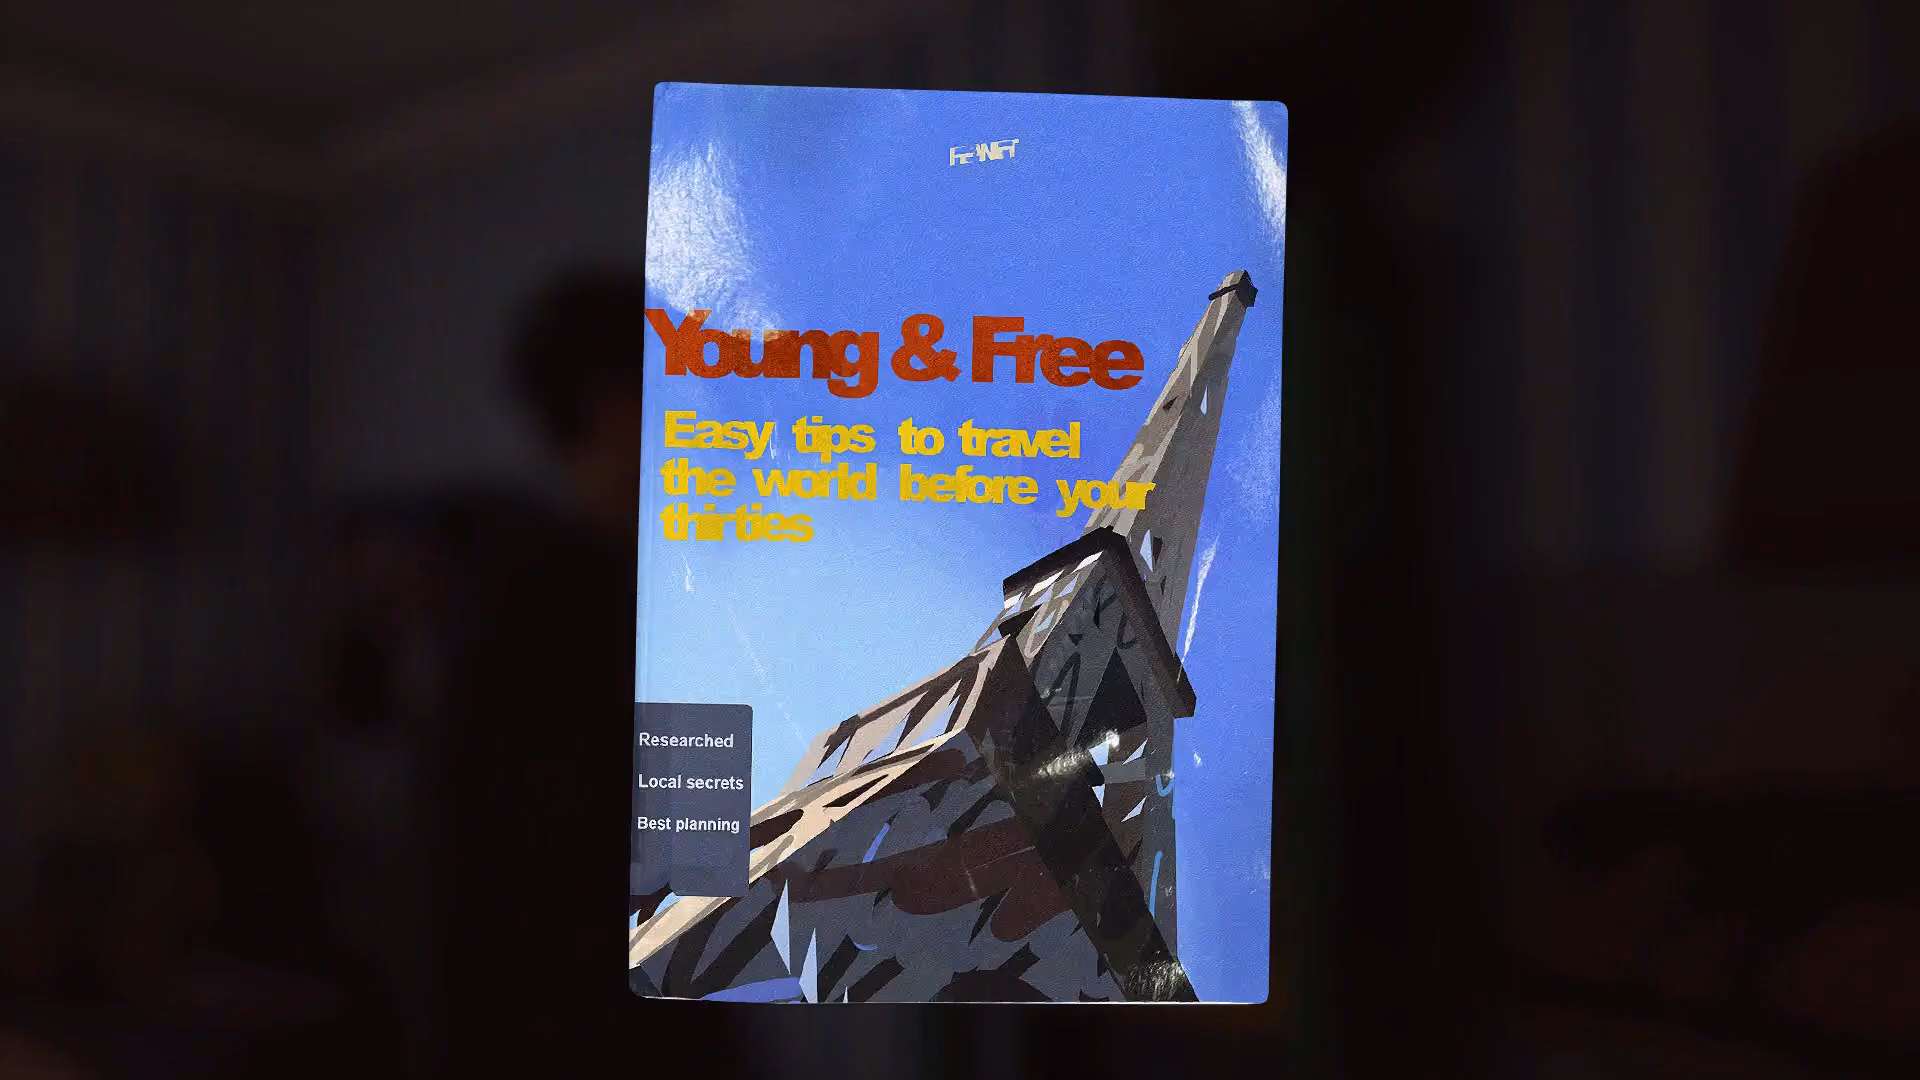 Young & Free
Easy tips to travel
the world before your
thirties
Researched
Local secrets
Best planning